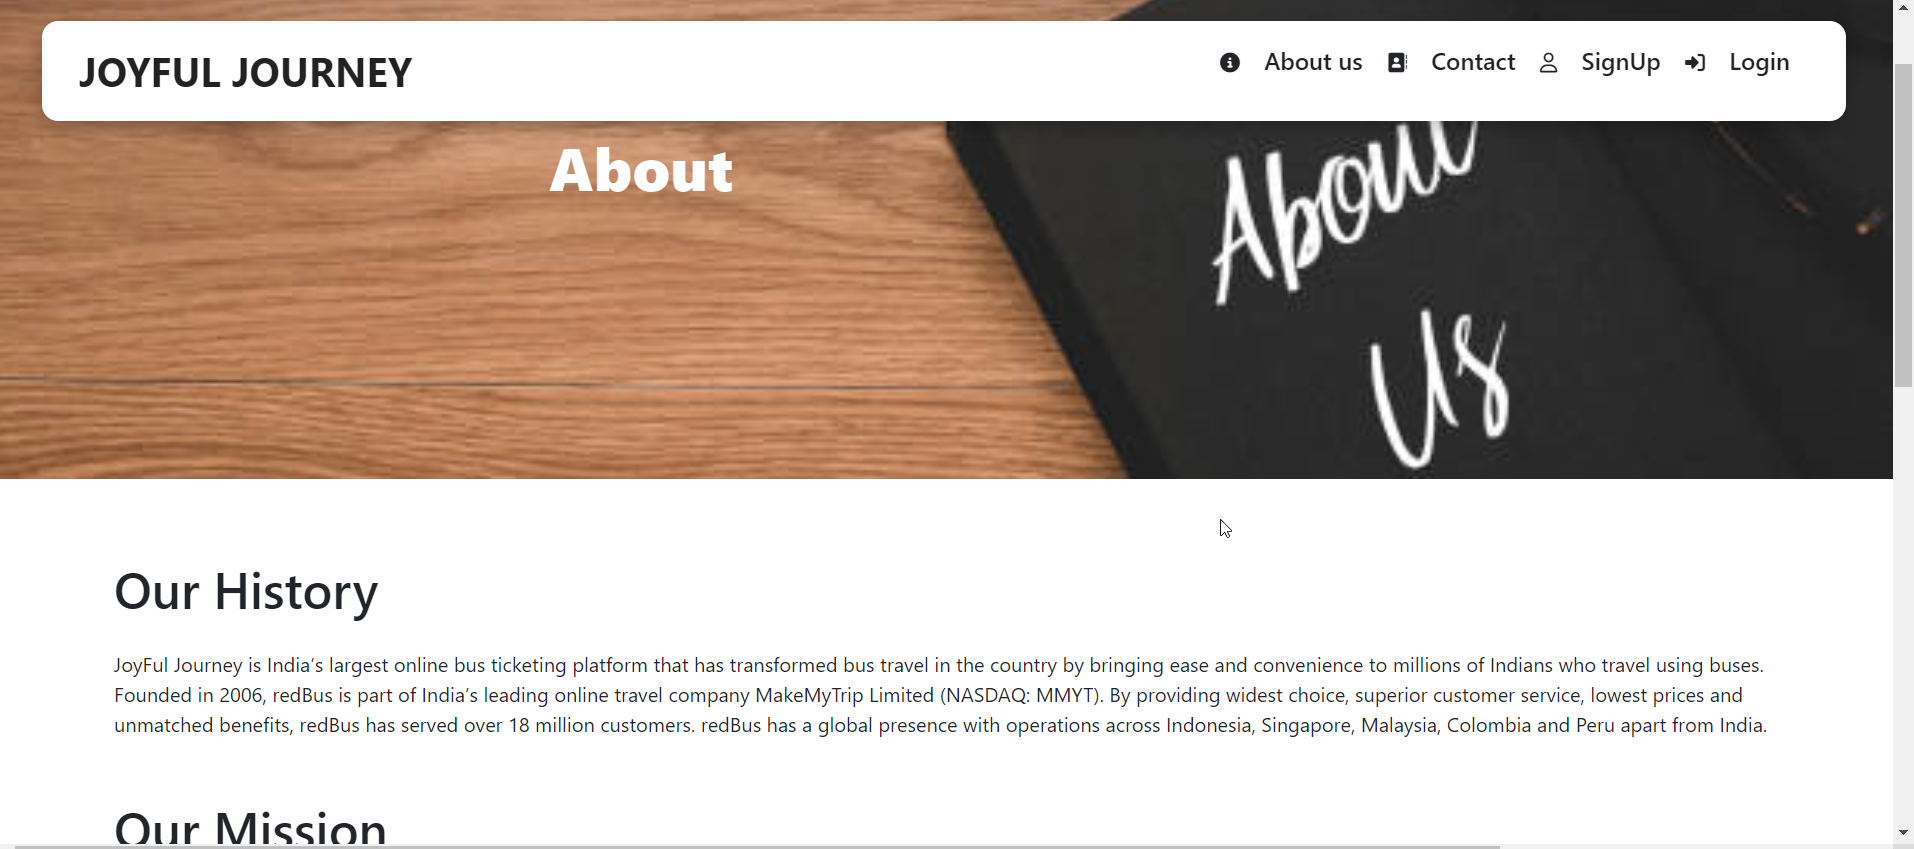 JOYFUL JOURNEY
About us
Contact
SignUp
Login
About
About
Us
Our History
JoyFul Journey is India’s largest online bus ticketing platform that has transformed bus travel in the country by bringing ease and convenience to millions of Indians who travel using buses.
Founded in 2006, redBus is part of India’s leading online travel company MakeMyTrip Limited (NASDAQ: MMYT). By providing widest choice, superior customer service, lowest prices and
unmatched benefits, redBus has served over 18 million customers. redBus has a global presence with operations across Indonesia, Singapore, Malaysia, Colombia and Peru apart from India.
Our Mission